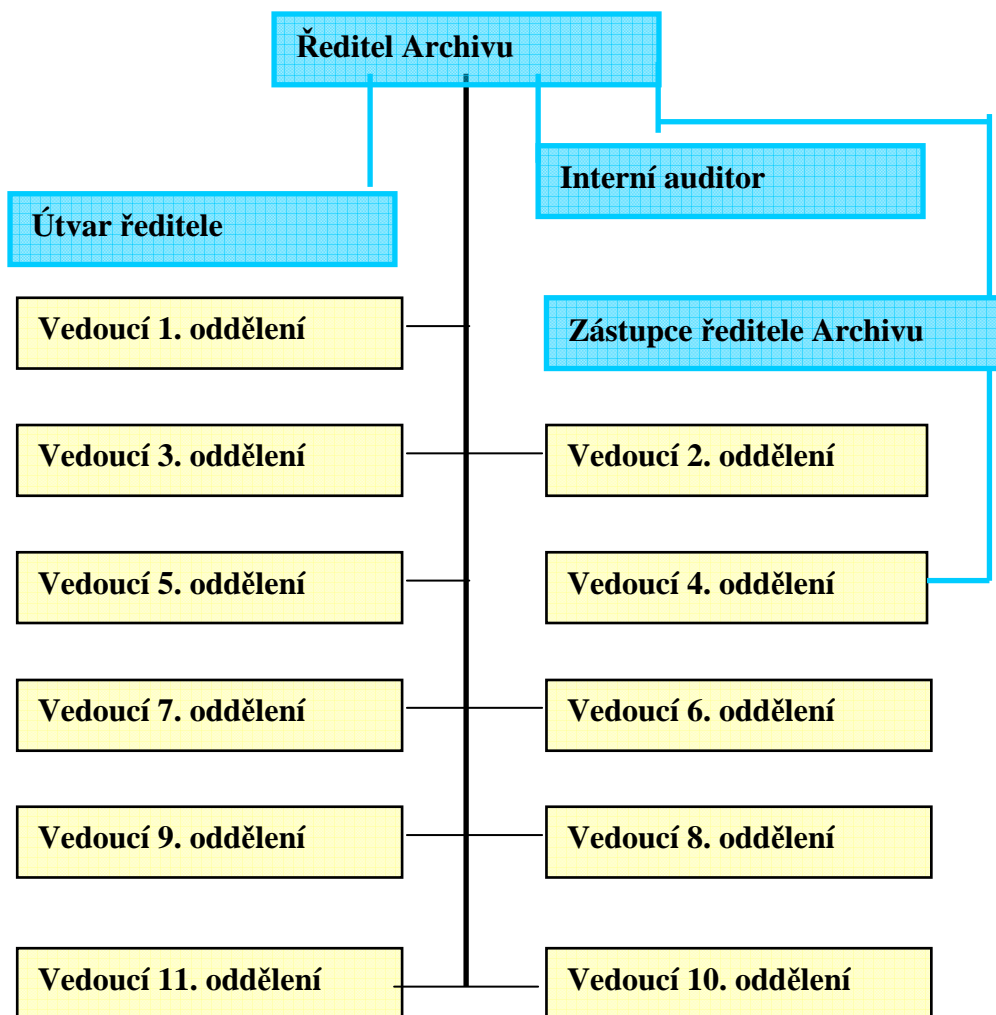 Ředitel Archivu
Interní auditor
Útvar ředitele
Vedoucí 1. oddělení
Zástupce ředitele Archivu
Vedoucí 3. oddělení
Vedoucí 2. oddělení
Vedoucí 5. oddělení
Vedoucí 4. oddělení
Vedoucí 7. oddělení
Vedoucí 6. oddělení
Vedoucí 9. oddělení
Vedoucí 8. oddělení
Vedoucí 11. oddělení
Vedoucí 10. oddělení